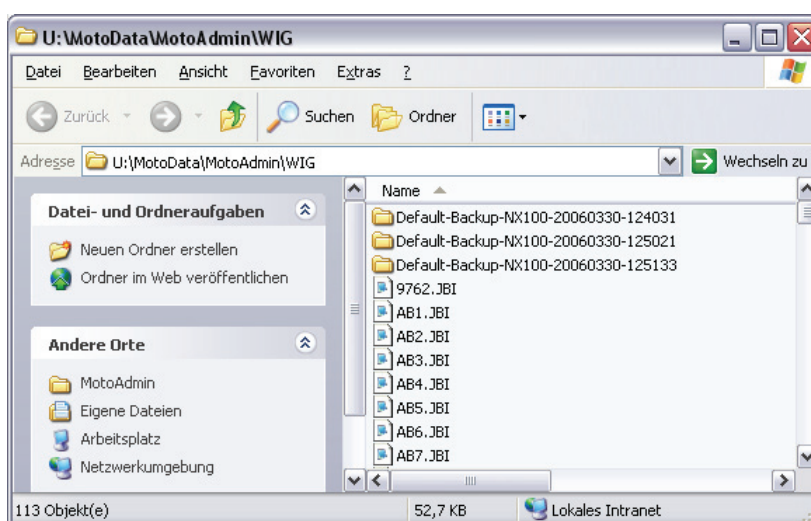 U:\MotoData\MotoAdmin\WIG
Datei Bearbeiten Ansicht Favoriten Extras ?
Zurück Suchen Ordner
Adresse U:\MotoData\MotoAdmin\WIG Wechseln zu
Datei- und Ordneraufgaben
Neuen Ordner erstellen
Ordner im Web veröffentlichen
Andere Orte
MotoAdmin
Eigene Dateien
Arbeitsplatz
Netzwerkumgebung
Name
Default-Backup-NX100-20060330-124031
Default-Backup-NX100-20060330-125021
Default-Backup-NX100-20060330-125133
9762.JBI
AB1.JBI
AB2.JBI
AB3.JBI
AB4.JBI
AB5.JBI
AB6.JBI
AB7.JBI
113 Objekt(e) 52,7 KB Lokales Intranet